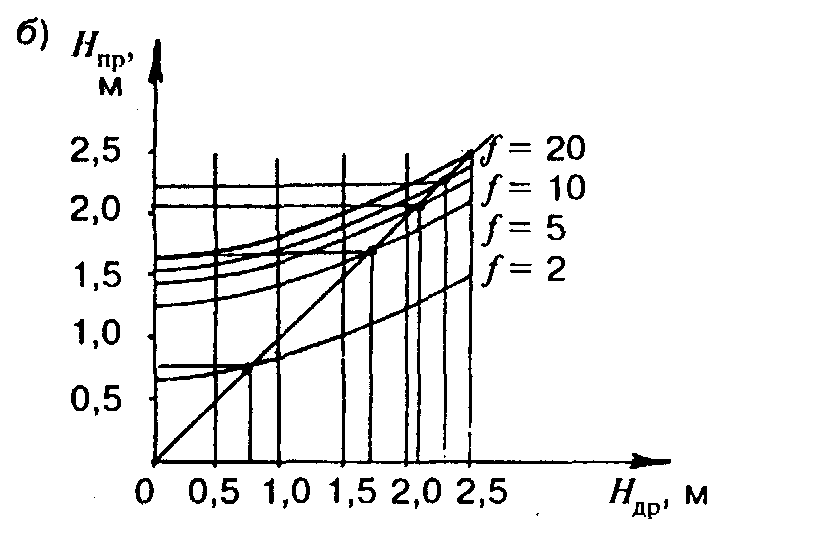 б)
Hпр,
м
2,5
2,0
1,5
1,0
0,5
f = 20
f = 10
f = 5
f = 2
0 0,5 1,0 1,5 2,0 2,5 Hдр, м